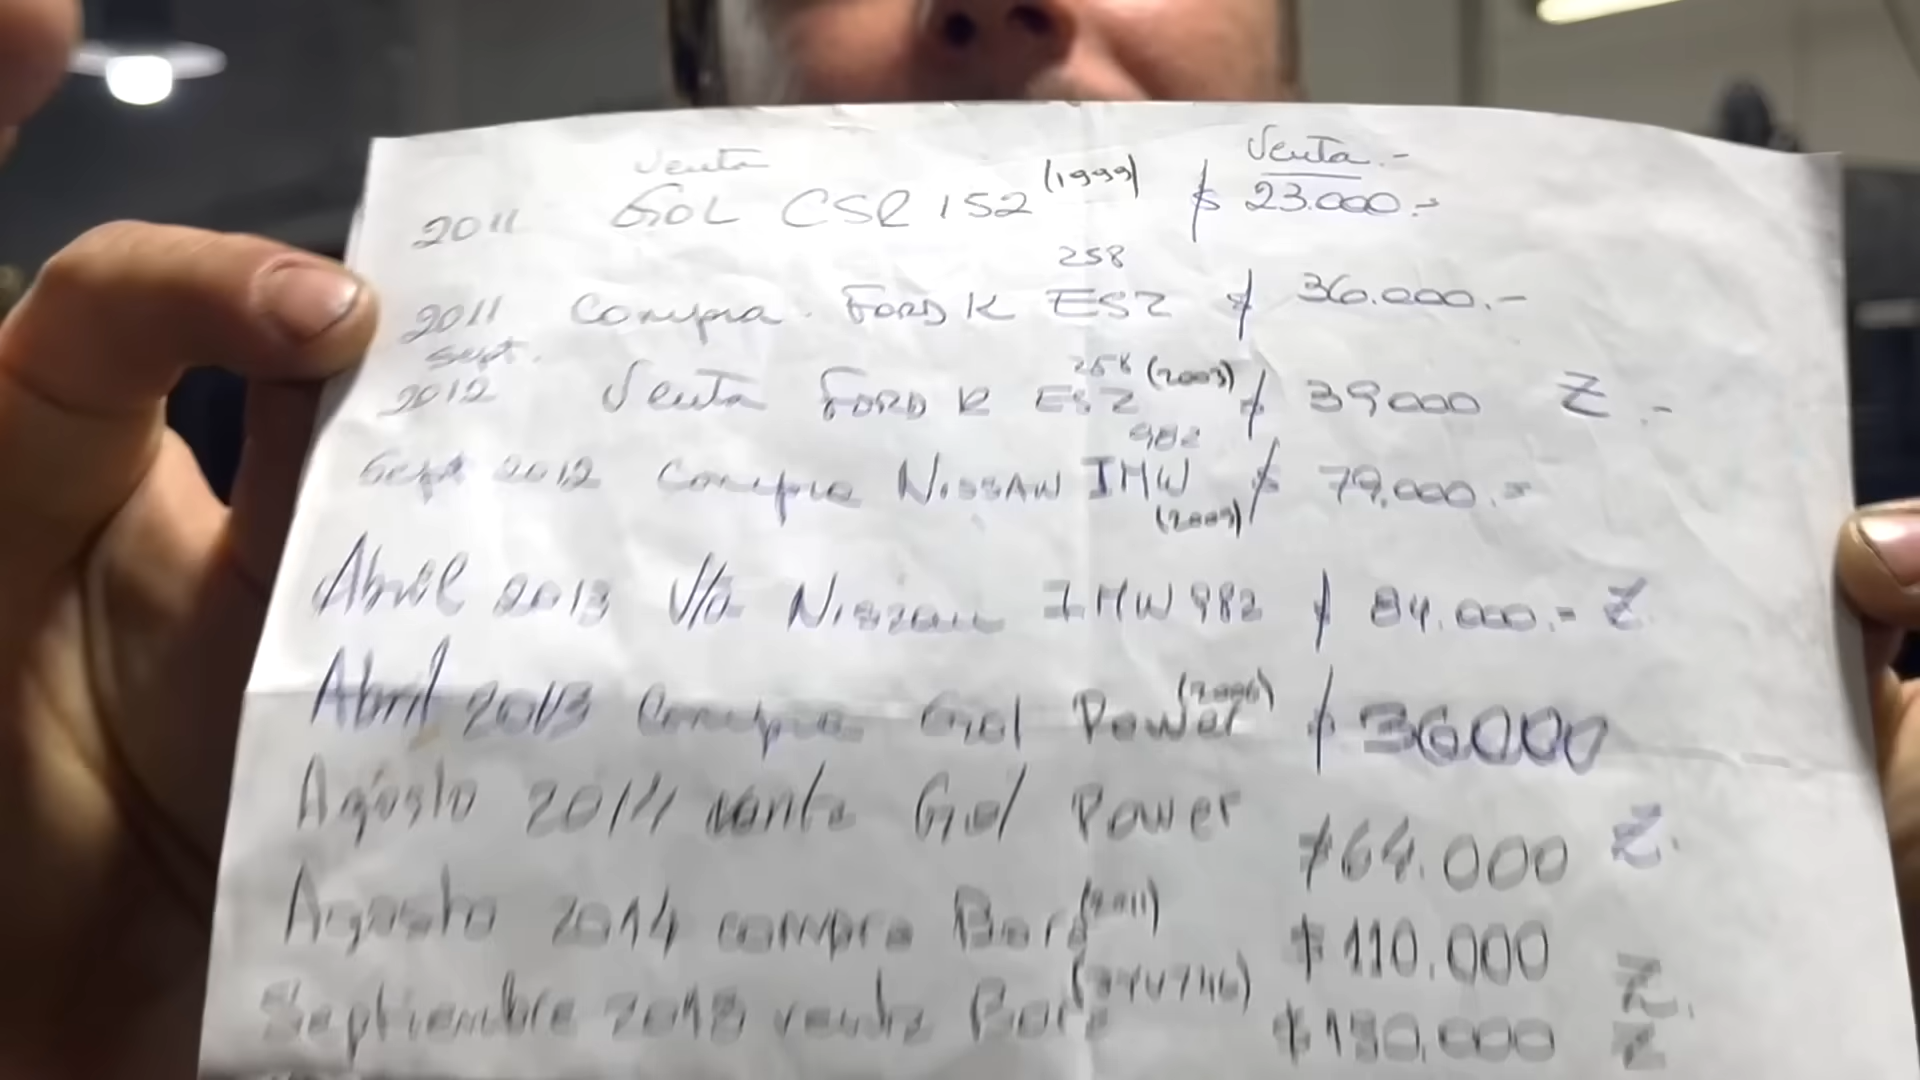 Venta Venta.-
2011 GOL CSR 152 (1999) $ 23.000.-
258
2011 Compra. FORD K ESZ $ 36.000.-
Sept.
258 (2003)
2012 Venta FORD K ESZ $ 39000 Z.-
982
Sept 2012 Compra NISSAN IMW $ 79.000.=
(2009)
Abril 2013 V/a Nissan IMW 982 $ 84.000.= Z
(2006)
Abril 2013 Compra Gol Power $ 36000
Agosto 2014 venta Gol Power $64.000 Z.
Agosto 2014 compra Bora (2011) $110.000 Z.
Septiembre 2018 venta Bora $ 000 Z